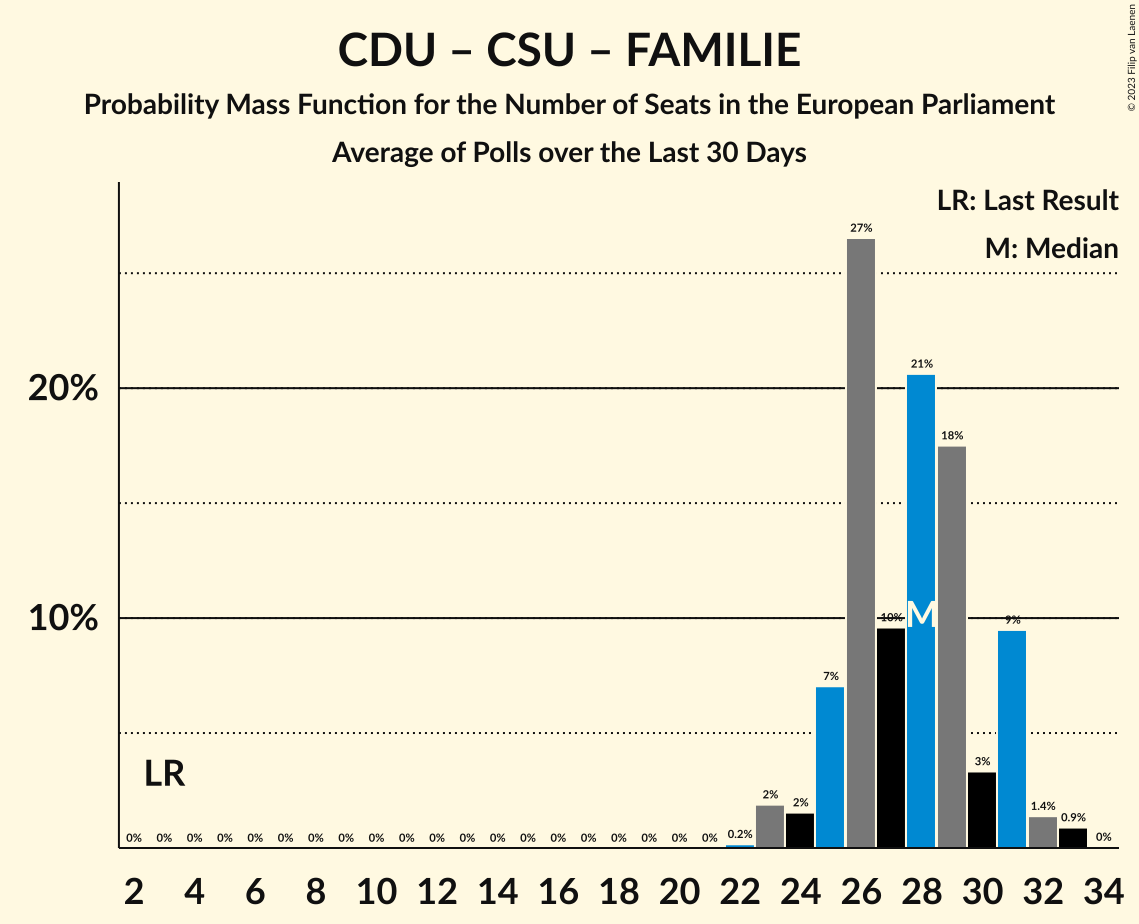 CDU – CSU – FAMILIE
Probability Mass Function for the Number of Seats in the European Parliament
Average of Polls over the Last 30 Days
© 2023 Filip van Laenen
LR: Last Result
M: Median
27%
21%
20%
18%
10%
10%
9%
M
7%
LR
3%
2%
2%
1.4%
0.9%
0% 0% 0% 0% 0% 0% 0% 0% 0% 0% 0% 0% 0% 0% 0% 0% 0% 0% 0% 0% 0.2% 0%
2 4 6 8 10 12 14 16 18 20 22 24 26 28 30 32 34